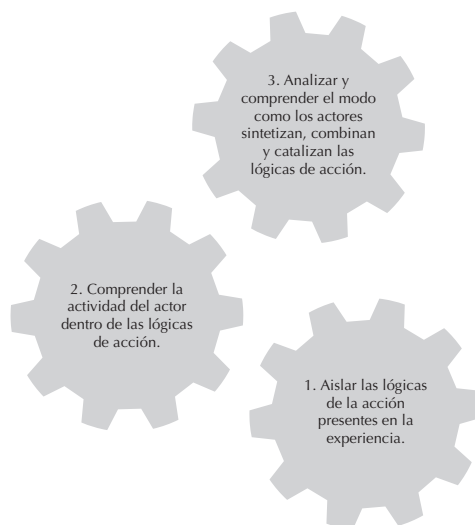 3. Analizar y
comprender el modo
como los actores
sintetizan, combinan
y catalizan las
lógicas de acción.
2. Comprender la
actividad del actor
dentro de las lógicas
de acción.
1. Aislar las lógicas
de la acción
presentes en la
experiencia.